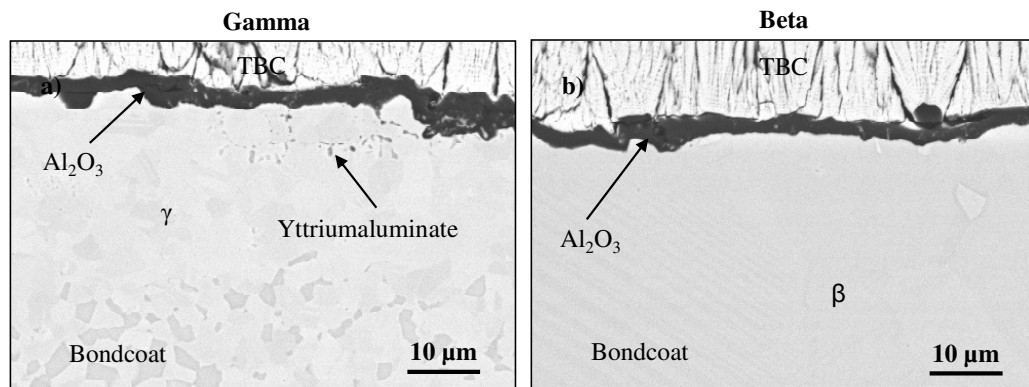 Gamma
Beta
a)
TBC
b)
TBC
Al₂O₃
γ
Yttriumaluminate
Al₂O₃
β
Bondcoat
10 µm
Bondcoat
10 µm